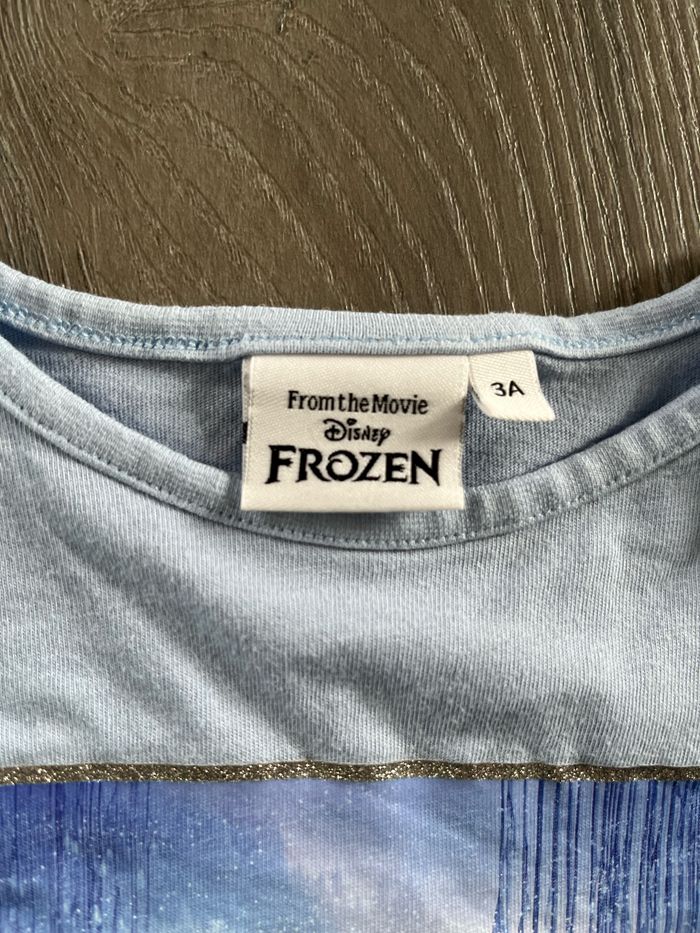 From the Movie
Disney
FROZEN
3A